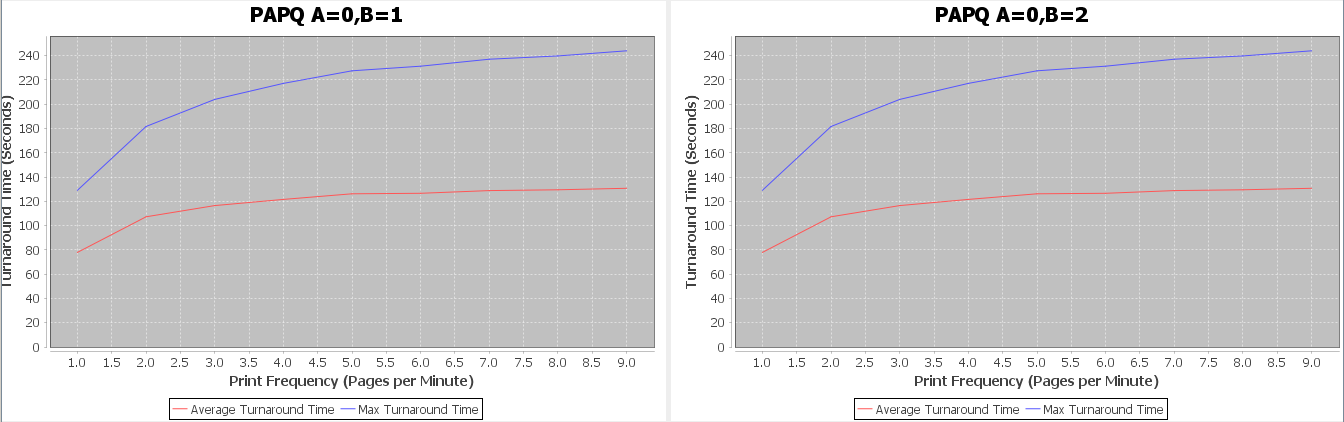 PAPQ A=0,B=1
Turnaround Time (Seconds)
240
220
200
180
160
140
120
100
80
60
40
20
0
1.0 1.5 2.0 2.5 3.0 3.5 4.0 4.5 5.0 5.5 6.0 6.5 7.0 7.5 8.0 8.5 9.0
Print Frequency (Pages per Minute)
Average Turnaround Time Max Turnaround Time
PAPQ A=0,B=2
Turnaround Time (Seconds)
240
220
200
180
160
140
120
100
80
60
40
20
0
1.0 1.5 2.0 2.5 3.0 3.5 4.0 4.5 5.0 5.5 6.0 6.5 7.0 7.5 8.0 8.5 9.0
Print Frequency (Pages per Minute)
Average Turnaround Time Max Turnaround Time